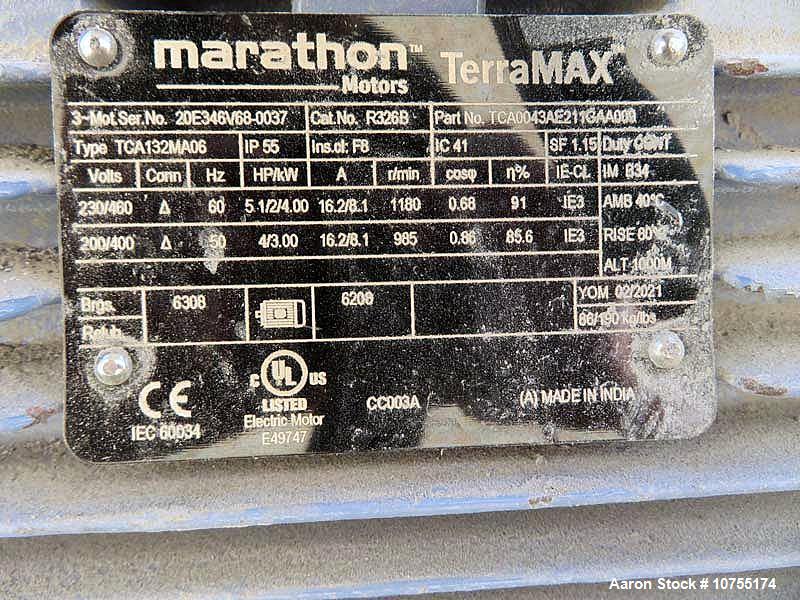 marathon™ TerraMAX
Motors
3~Mot.Ser.No. 20E346V68-0037 Cat.No. R326B Part No. TCA0043AE211GAA000
Type TCA132MA06 IP 55 Ins.cl: FB IC 41 SF 1.15 Duty CONT
Volts Conn Hz HP/kW A r/min cosφ η% IE-CL IM B34
230/460 Δ 60 5 1/2/4.00 16.2/8.1 1180 0.68 91 IE3 AMB 40°C
200/400 Δ 50 4/3.00 16.2/8.1 985 0.86 85.6 IE3 RISE 80°
ALT 1000M
Brgs. 6308 6208 YOM 02/2021
Relub. 66/190 kg/lbs
CE c UL US
LISTED CC003A (A) MADE IN INDIA
IEC 60034 Electric Motor
E49747
Aaron Stock # 10755174